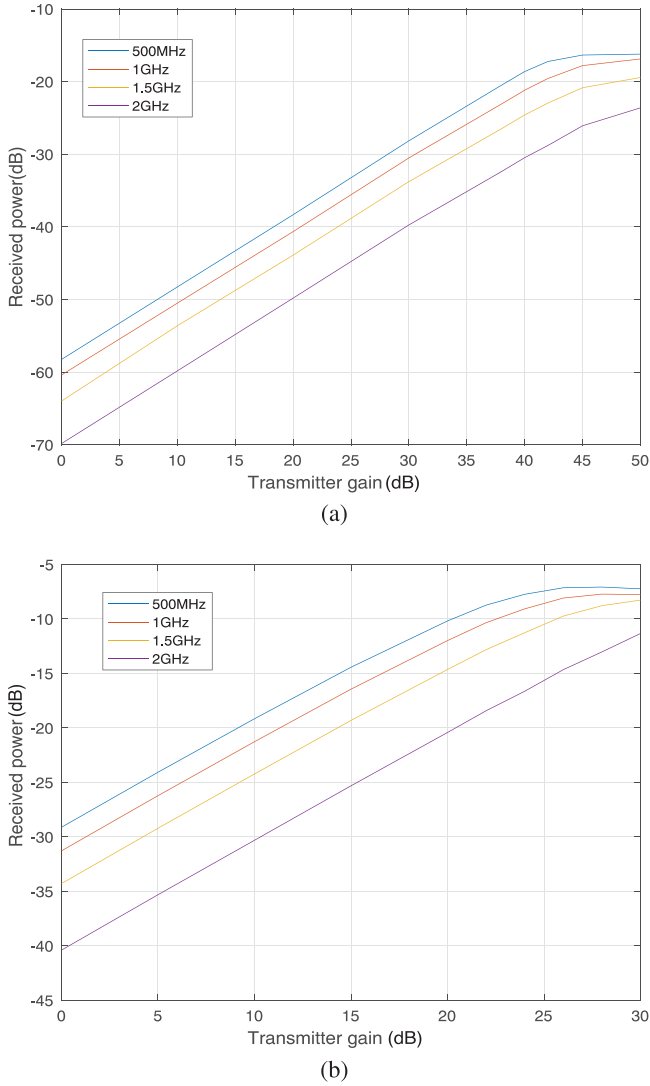 -10
-20
-30
-40
-50
-60
-70
Received power(dB)
500MHz
1GHz
1.5GHz
2GHz
0 5 10 15 20 25 30 35 40 45 50
Transmitter gain (dB)
(a)
-5
-10
-15
-20
-25
-30
-35
-40
-45
Received power (dB)
500MHz
1GHz
1.5GHz
2GHz
0 5 10 15 20 25 30
Transmitter gain (dB)
(b)